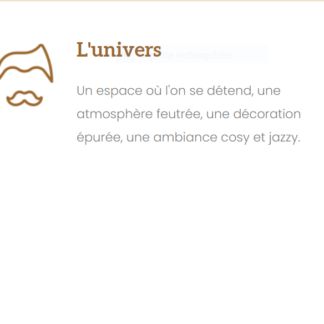 L'univers
Un espace où l'on se détend, une
atmosphère feutrée, une décoration
épurée, une ambiance cosy et jazzy.